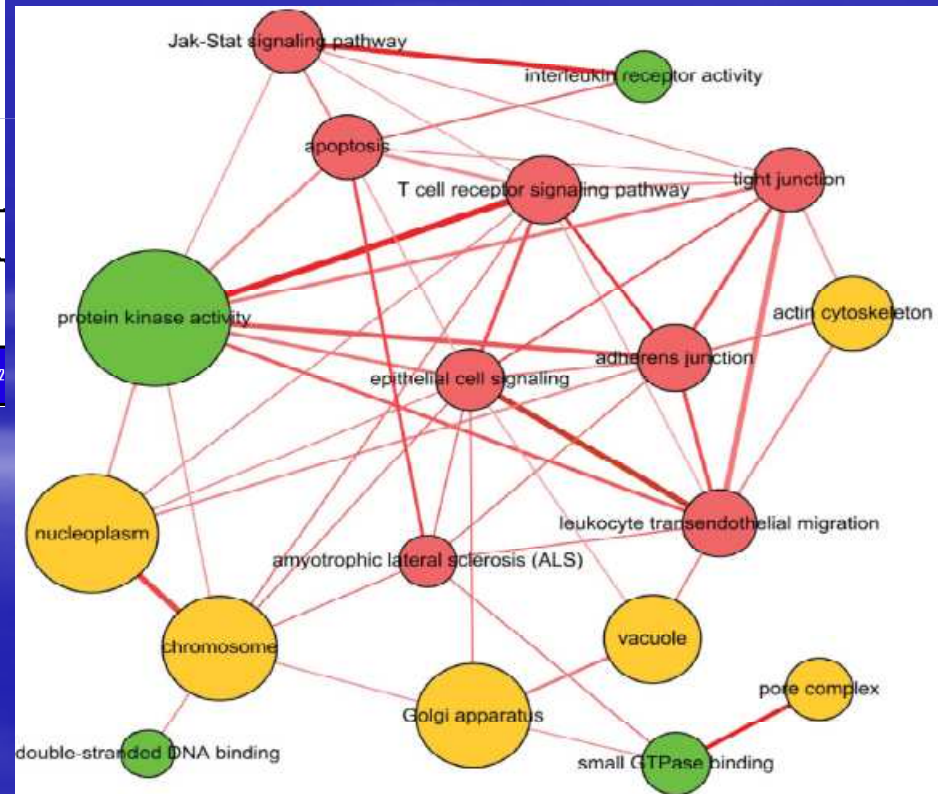 Jak-Stat signaling pathway
interleukin receptor activity
apoptosis
T cell receptor signaling pathway
tight junction
protein kinase activity
actin cytoskeleton
adherens junction
epithelial cell signaling
2
nucleoplasm
leukocyte transendothelial migration
amyotrophic lateral sclerosis (ALS)
chromosome
vacuole
pore complex
Golgi apparatus
double-stranded DNA binding
small GTPase binding